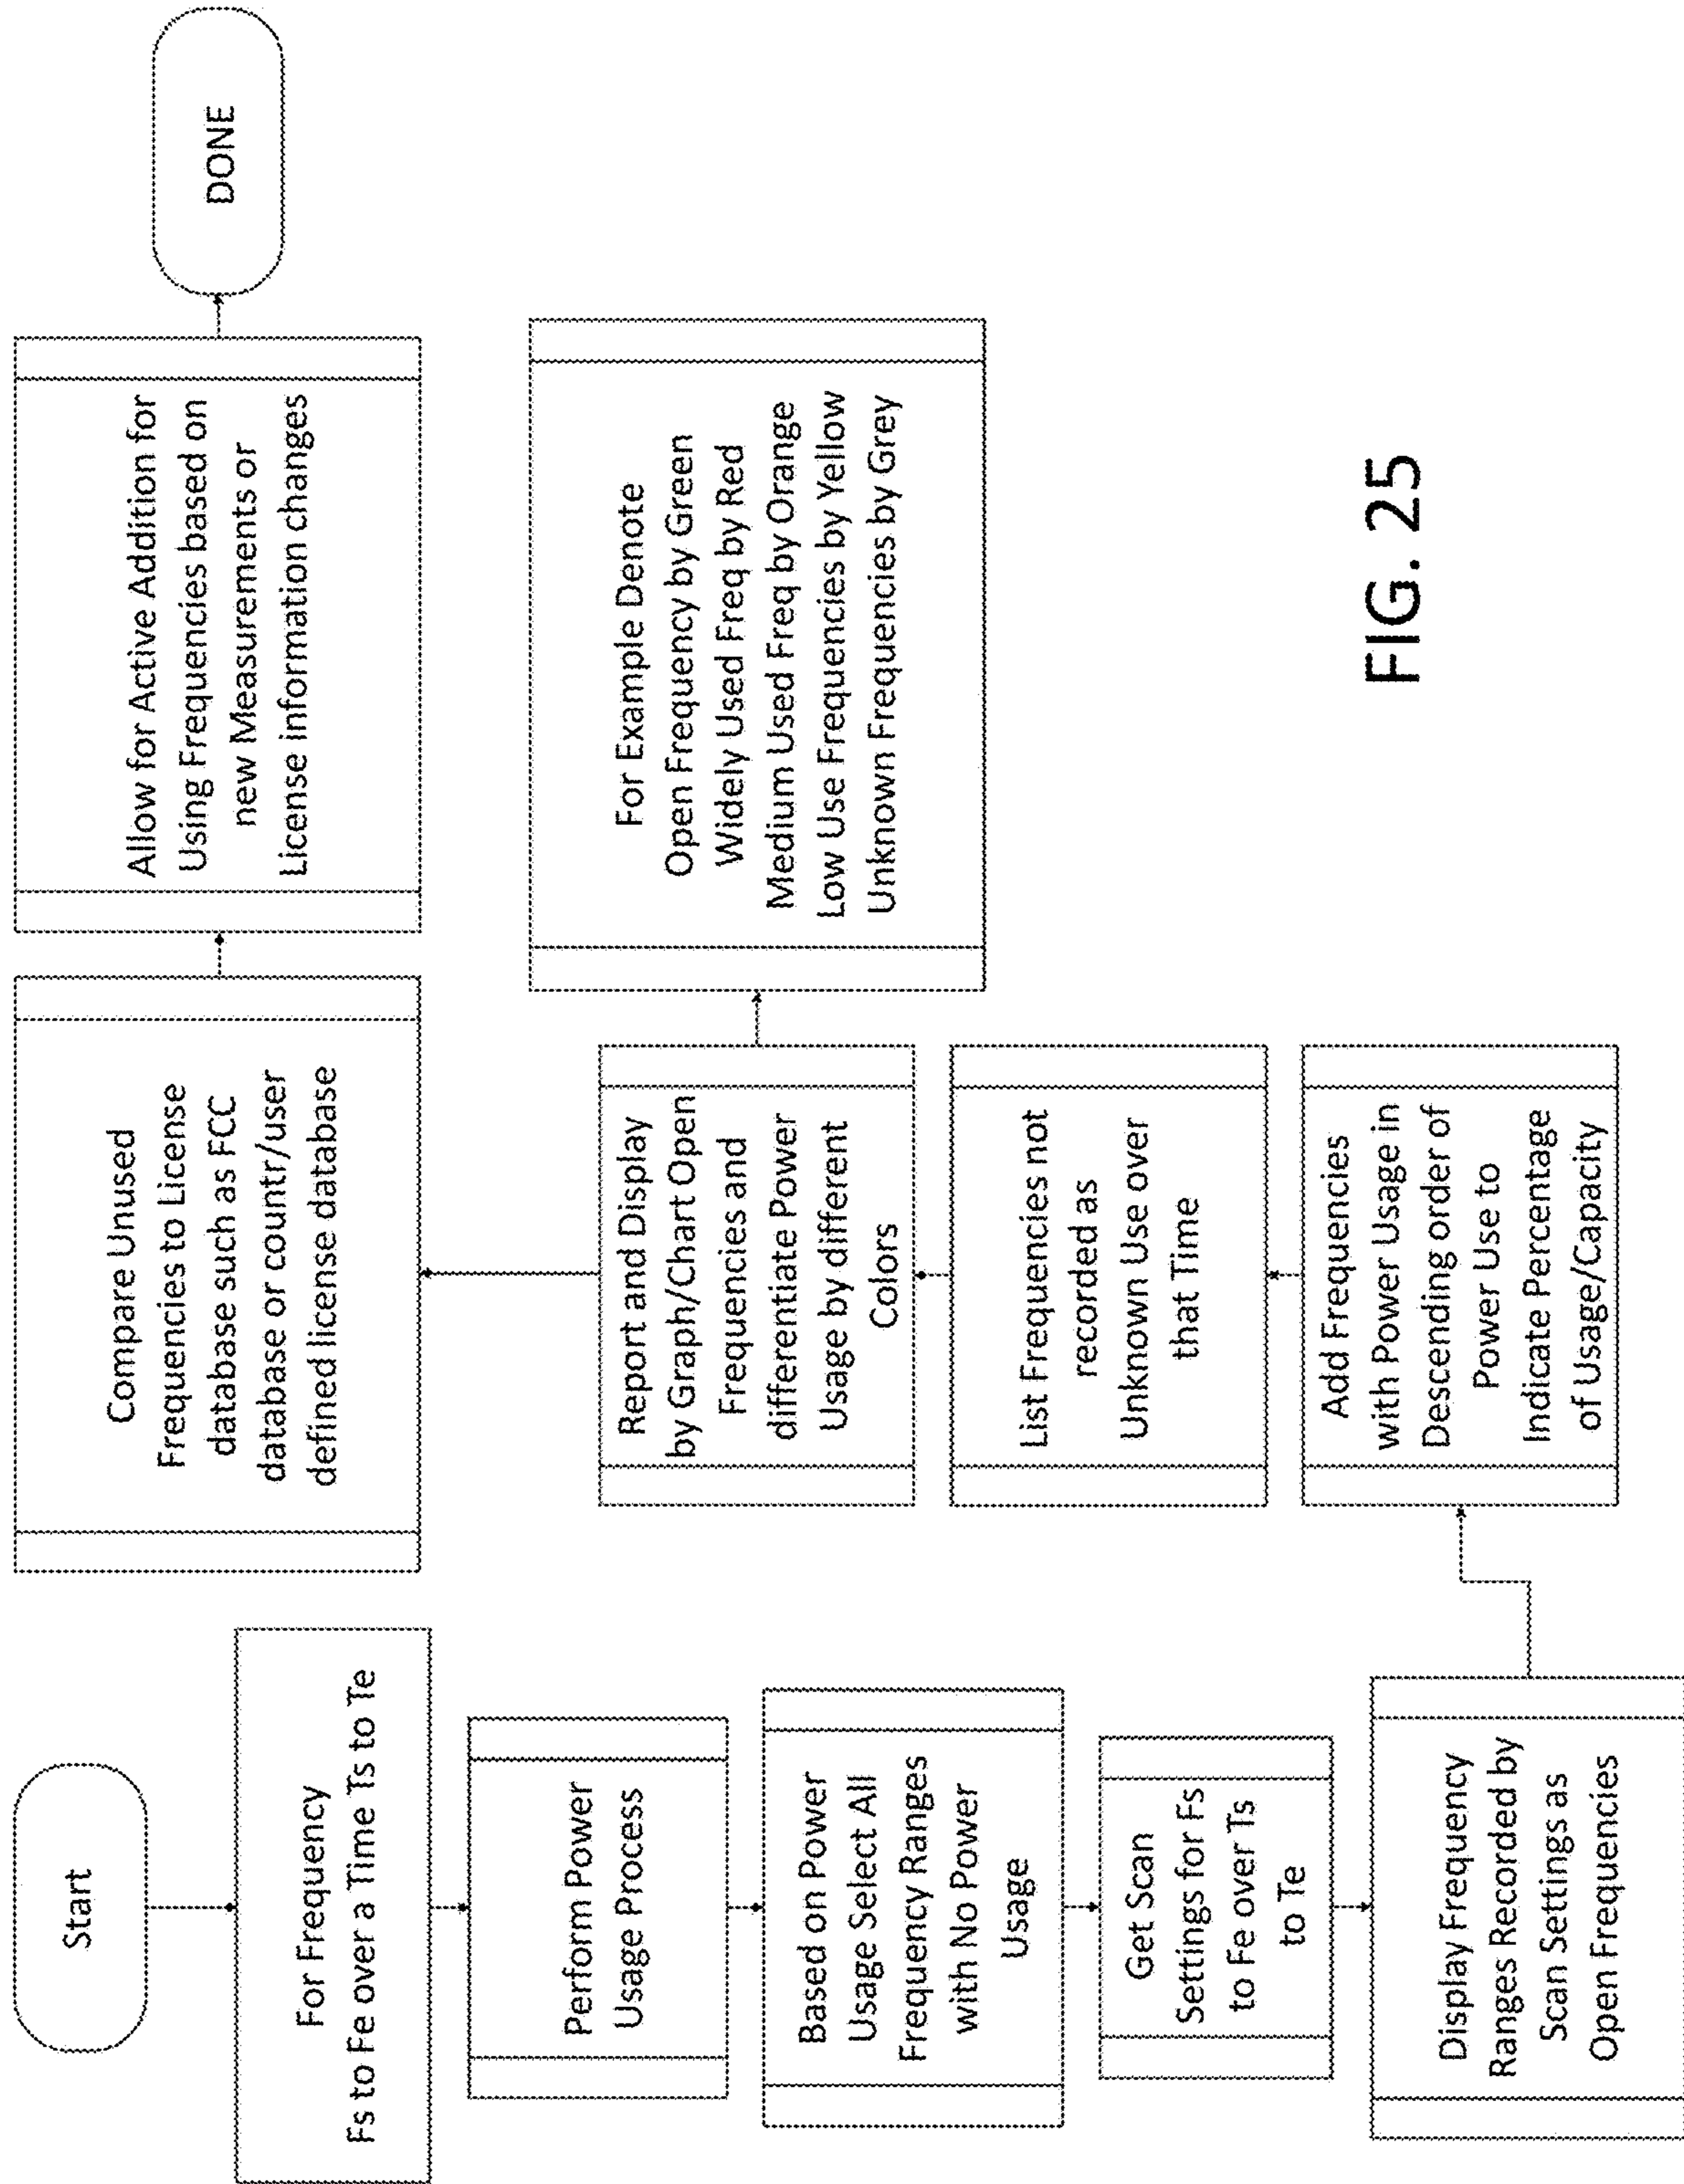 Start
For Frequency
Fs to Fe over a Time Ts to Te
Perform Power
Usage Process
Based on Power
Usage Select All
Frequency Ranges
with No Power
Usage
Get Scan
Settings for Fs
to Fe over Ts
to Te
Display Frequency
Ranges Recorded by
Scan Settings as
Open Frequencies
Add Frequencies
with Power Usage in
Descending order of
Power Use to
Indicate Percentage
of Usage/Capacity
List Frequencies not
recorded as
Unknown Use over
that Time
Report and Display
by Graph/Chart Open
Frequencies and
differentiate Power
Usage by different
Colors
For Example Denote
Open Frequency by Green
Widely Used Freq by Red
Medium Used Freq by Orange
Low Use Frequencies by Yellow
Unknown Frequencies by Grey
Compare Unused
Frequencies to License
database such as FCC
database or countr/user
defined license database
Allow for Active Addition for
Using Frequencies based on
new Measurements or
License information changes
DONE
FIG. 25